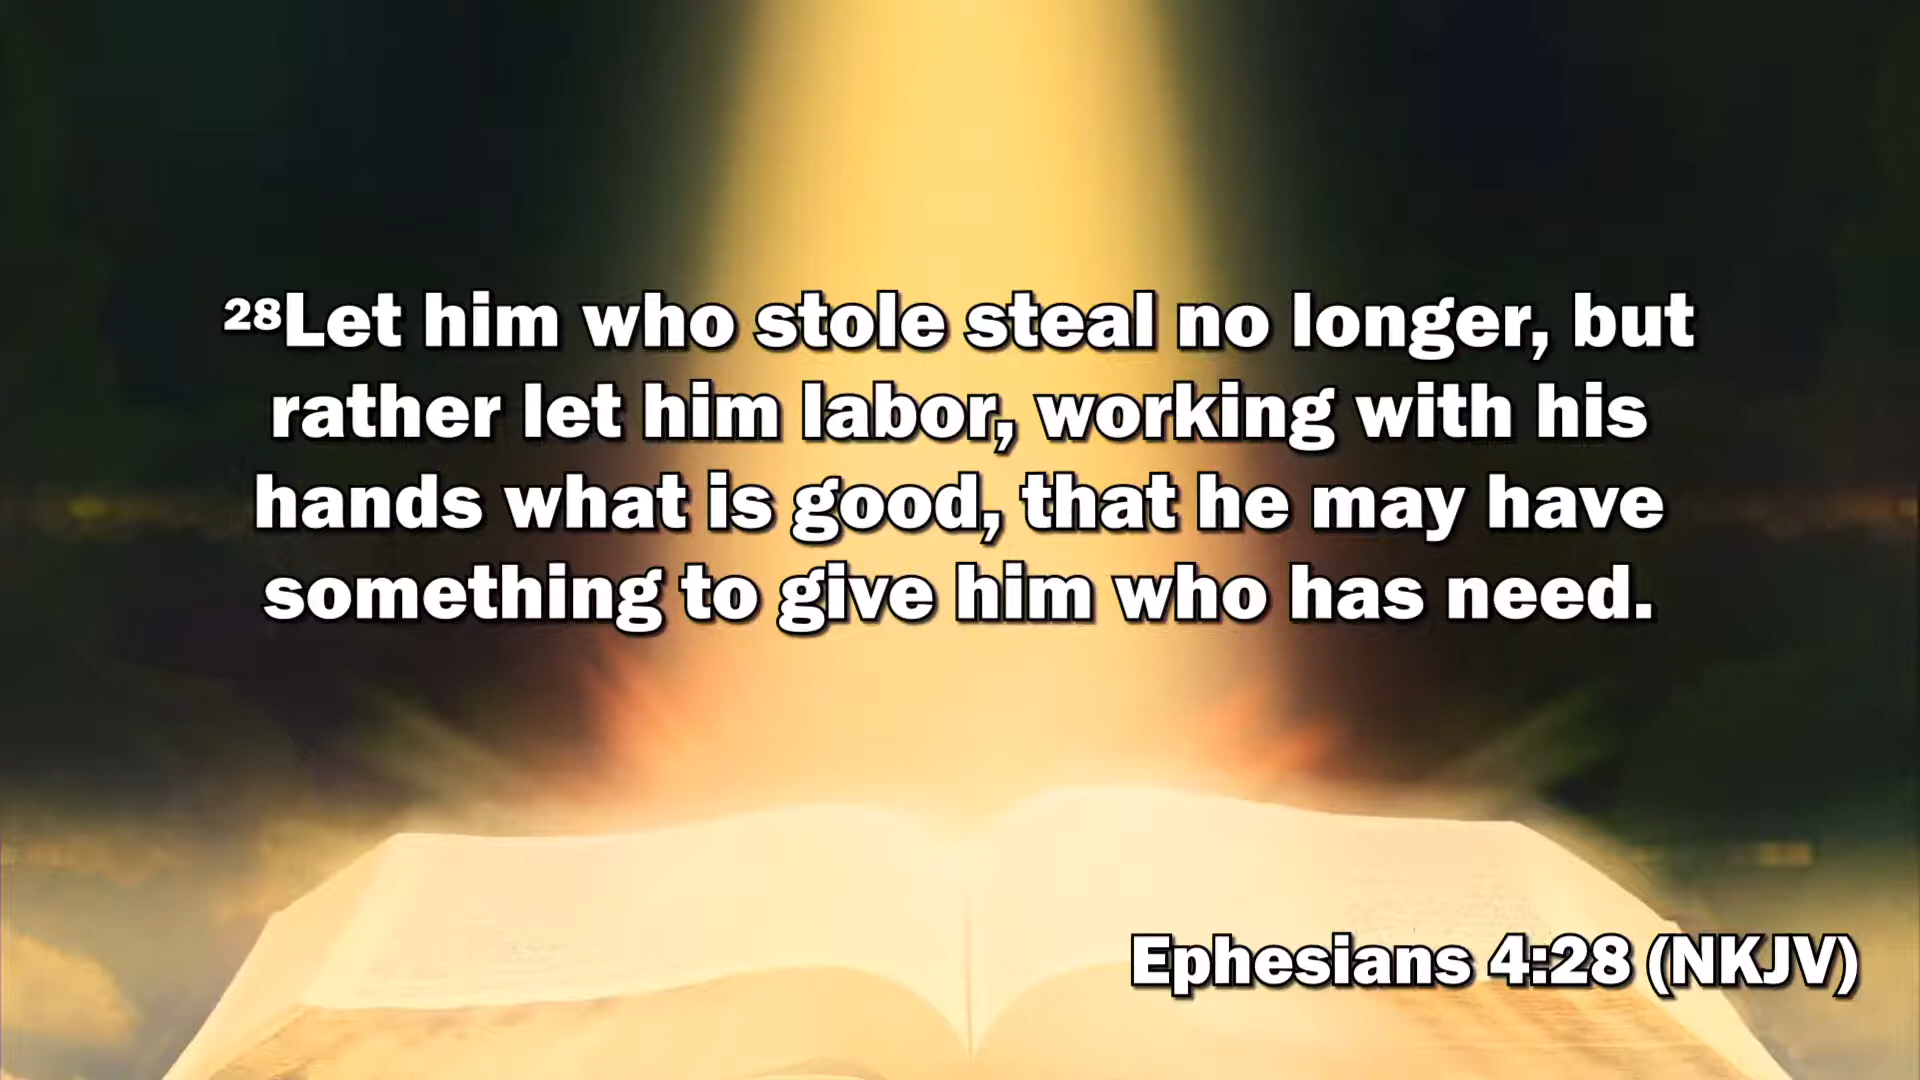 ²⁸Let him who stole steal no longer, but
rather let him labor, working with his
hands what is good, that he may have
something to give him who has need.
Ephesians 4:28 (NKJV)